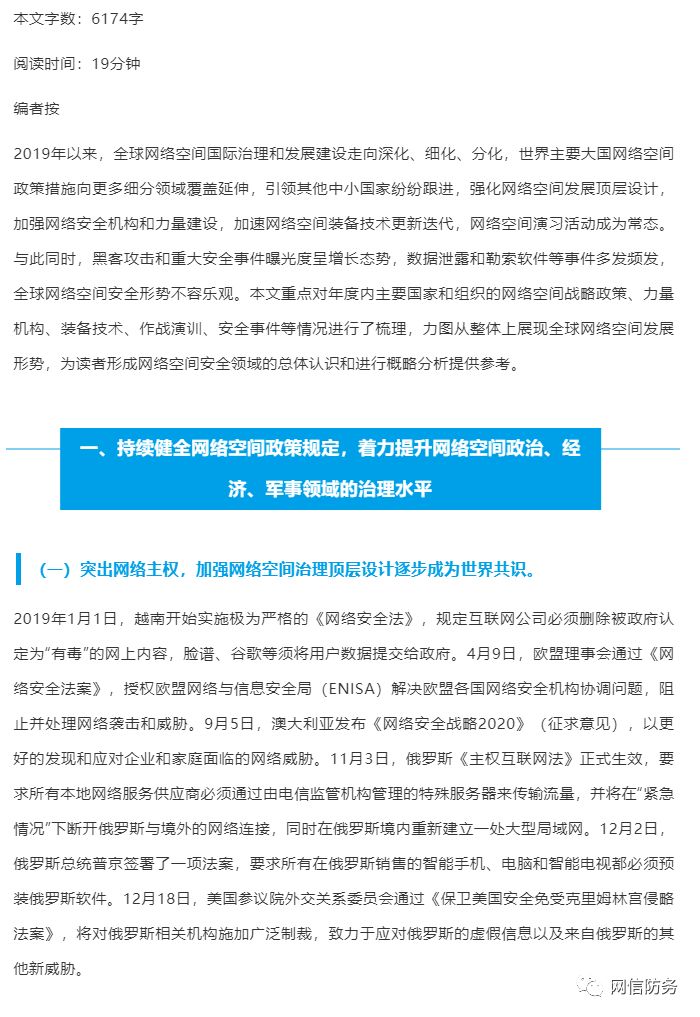 本文字数：6174字
阅读时间：19分钟
编者按
2019年以来，全球网络空间国际治理和发展建设走向深化、细化、分化，世界主要大国网络空间
政策措施向更多细分领域覆盖延伸，引领其他中小国家纷纷跟进，强化网络空间发展顶层设计，
加强网络安全机构和力量建设，加速网络空间装备技术更新迭代，网络空间演习活动成为常态。
与此同时，黑客攻击和重大安全事件曝光度呈增长态势，数据泄露和勒索软件等事件多发频发，
全球网络空间安全形势不容乐观。本文重点对年度内主要国家和组织的网络空间战略政策、力量
机构、装备技术、作战演训、安全事件等情况进行了梳理，力图从整体上展现全球网络空间发展
形势，为读者形成网络空间安全领域的总体认识和进行概略分析提供参考。
一、持续健全网络空间政策规定，着力提升网络空间政治、经
济、军事领域的治理水平
（一）突出网络主权，加强网络空间治理顶层设计逐步成为世界共识。
2019年1月1日，越南开始实施极为严格的《网络安全法》，规定互联网公司必须删除被政府认
定为“有毒”的网上内容，脸谱、谷歌等须将用户数据提交给政府。4月9日，欧盟理事会通过《网
络安全法案》，授权欧盟网络与信息安全局（ENISA）解决欧盟各国网络安全机构协调问题，阻
止并处理网络袭击和威胁。9月5日，澳大利亚发布《网络安全战略2020》（征求意见），以更
好的发现和应对企业和家庭面临的网络威胁。11月3日，俄罗斯《主权互联网法》正式生效，要
求所有本地网络服务供应商必须通过由电信监管机构管理的特殊服务器来传输流量，并将在“紧急
情况”下断开俄罗斯与境外的网络连接，同时在俄罗斯境内重新建立一处大型局域网。12月2日，
俄罗斯总统普京签署了一项法案，要求所有在俄罗斯销售的智能手机、电脑和智能电视都必须预
装俄罗斯软件。12月18日，美国参议院外交关系委员会通过《保卫美国安全免受克里姆林宫侵略
法案》，将对俄罗斯相关机构施加广泛制裁，致力于应对俄罗斯的虚假信息以及来自俄罗斯的其
他新威胁。
网信防务